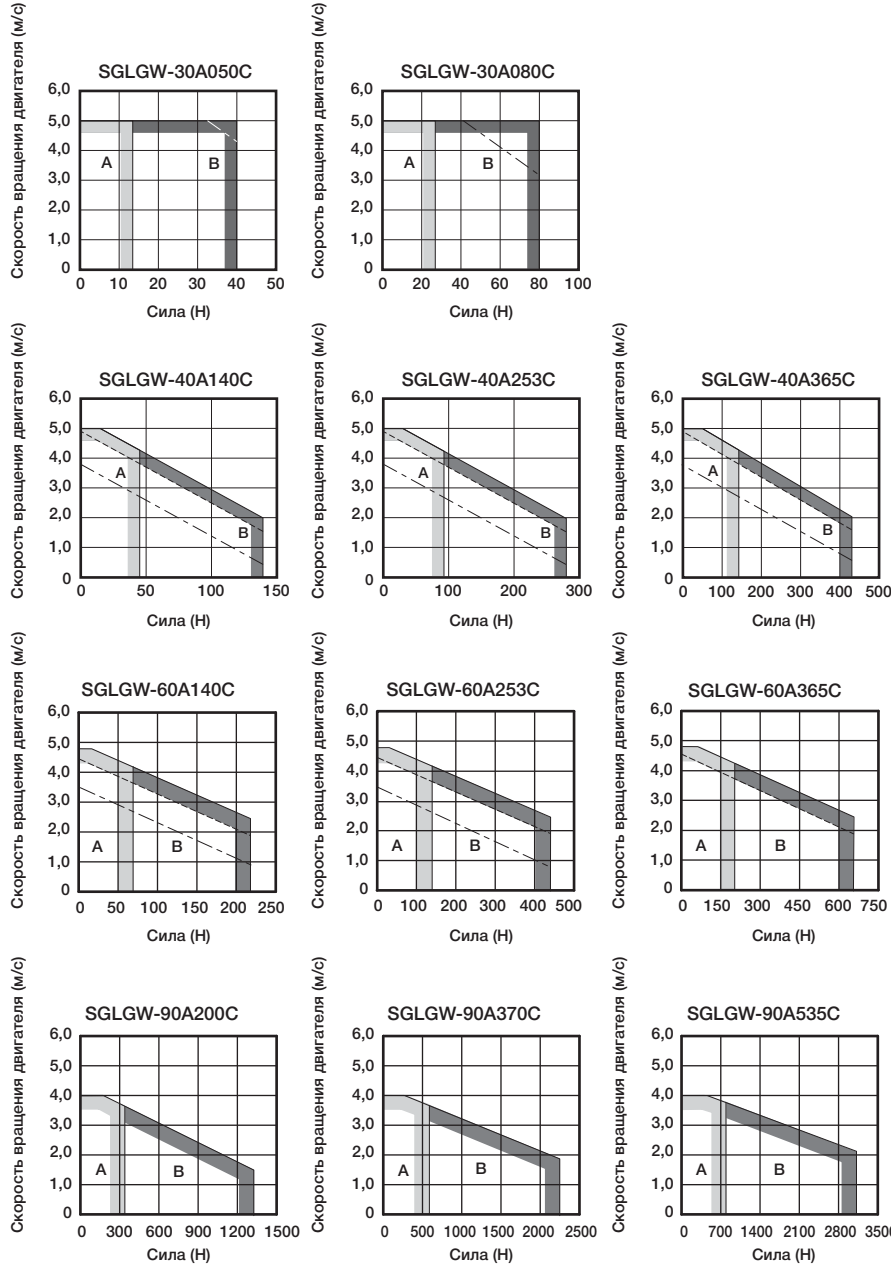 SGLGW-30A050C
Скорость вращения двигателя (м/с)
6,0
5,0
4,0
3,0
2,0
1,0
0
A
B
0 10 20 30 40 50
Сила (Н)
SGLGW-30A080C
Скорость вращения двигателя (м/с)
6,0
5,0
4,0
3,0
2,0
1,0
0
A
B
0 20 40 60 80 100
Сила (Н)
SGLGW-40A140C
Скорость вращения двигателя (м/с)
6,0
5,0
4,0
3,0
2,0
1,0
0
A
B
0 50 100 150
Сила (Н)
SGLGW-40A253C
Скорость вращения двигателя (м/с)
6,0
5,0
4,0
3,0
2,0
1,0
0
A
B
0 100 200 300
Сила (Н)
SGLGW-40A365C
Скорость вращения двигателя (м/с)
6,0
5,0
4,0
3,0
2,0
1,0
0
A
B
0 100 200 300 400 500
Сила (Н)
SGLGW-60A140C
Скорость вращения двигателя (м/с)
6,0
5,0
4,0
3,0
2,0
1,0
0
A
B
0 50 100 150 200 250
Сила (Н)
SGLGW-60A253C
Скорость вращения двигателя (м/с)
6,0
5,0
4,0
3,0
2,0
1,0
0
A
B
0 100 200 300 400 500
Сила (Н)
SGLGW-60A365C
Скорость вращения двигателя (м/с)
6,0
5,0
4,0
3,0
2,0
1,0
0
A
B
0 150 300 450 600 750
Сила (Н)
SGLGW-90A200C
Скорость вращения двигателя (м/с)
6,0
5,0
4,0
3,0
2,0
1,0
0
A
B
0 300 600 900 1200 1500
Сила (Н)
SGLGW-90A370C
Скорость вращения двигателя (м/с)
6,0
5,0
4,0
3,0
2,0
1,0
0
A
B
0 500 1000 1500 2000 2500
Сила (Н)
SGLGW-90A535C
Скорость вращения двигателя (м/с)
6,0
5,0
4,0
3,0
2,0
1,0
0
A
B
0 700 1400 2100 2800 3500
Сила (Н)